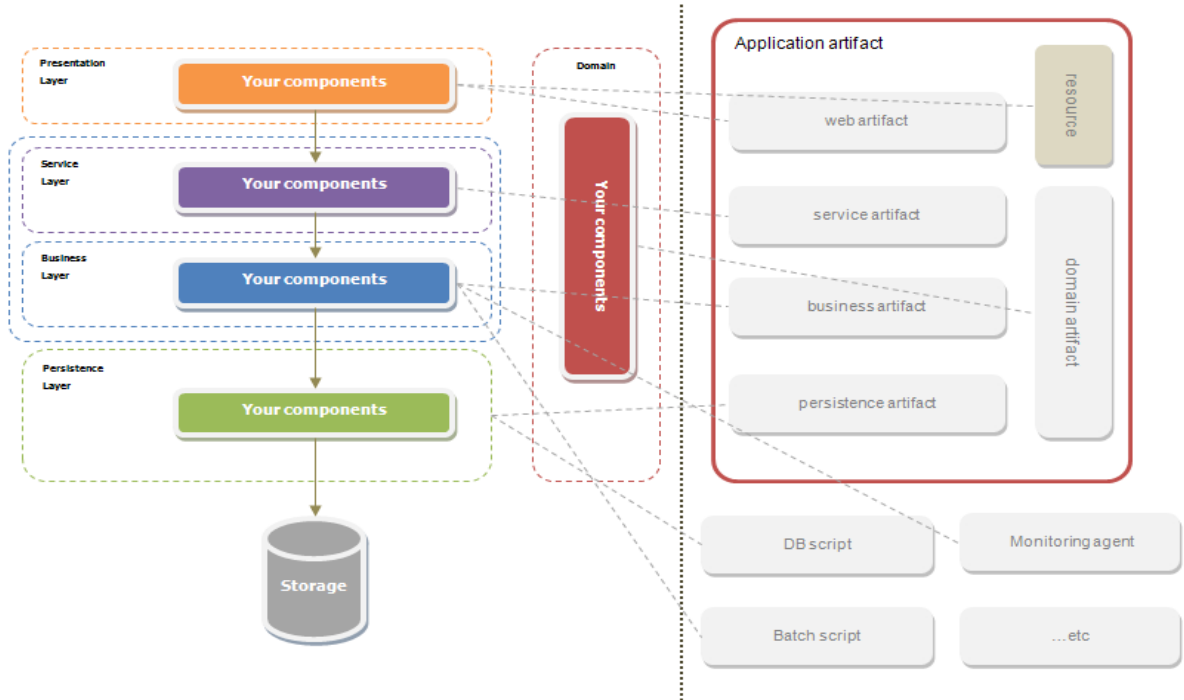 Presentation
Layer
Your components
Service
Layer
Your components
Business
Layer
Your components
Persistence
Layer
Your components
Storage
Domain
Your components
Application artifact
resource
web artifact
service artifact
business artifact
persistence artifact
domain artifact
DB script
Monitoring agent
Batch script
...etc